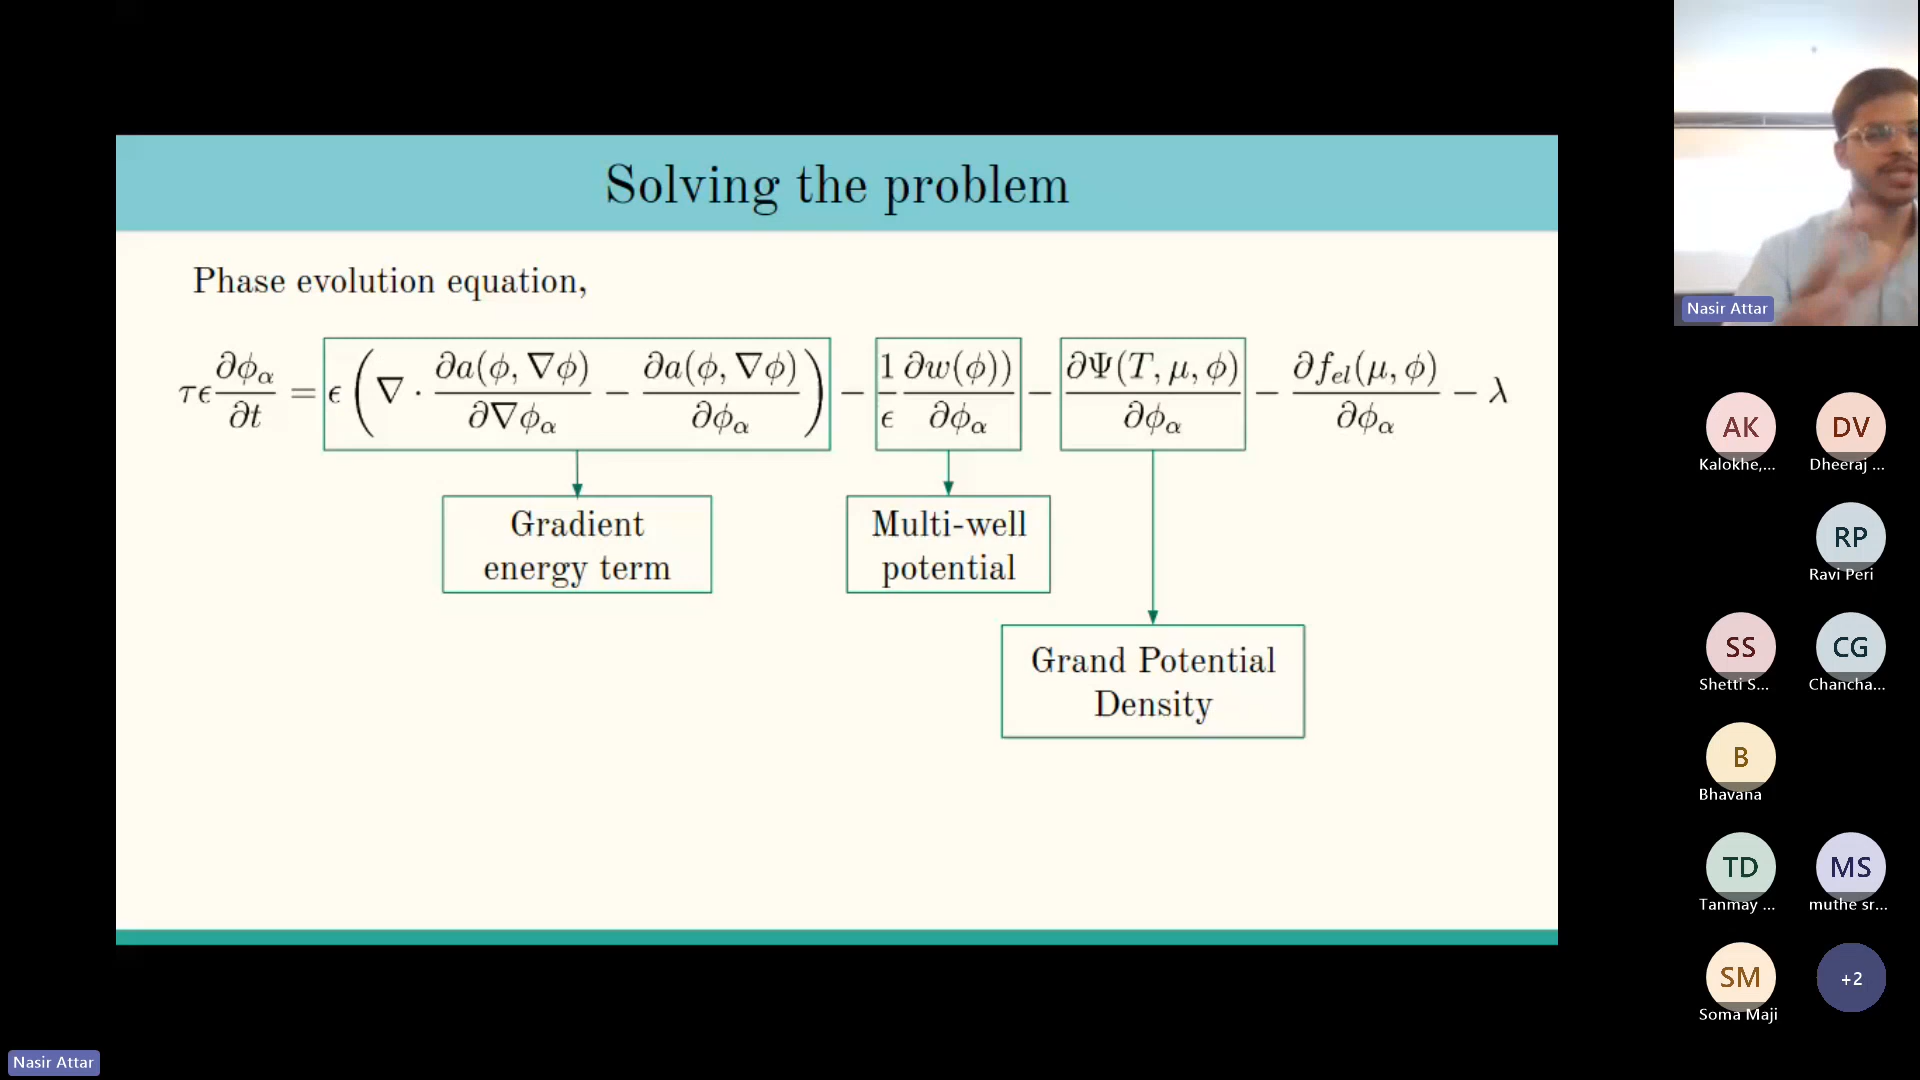 Solving the problem
Phase evolution equation,
τϵ ∂ϕ_α/∂t = ϵ ( ∇ · ∂a(ϕ, ∇ϕ)/∂∇ϕ_α − ∂a(ϕ, ∇ϕ)/∂ϕ_α ) − 1/ϵ ∂w(ϕ))/∂ϕ_α − ∂Ψ(T, μ, ϕ)/∂ϕ_α − ∂f_el(μ, ϕ)/∂ϕ_α − λ
Gradient
energy term
Multi-well
potential
Grand Potential
Density
Nasir Attar
AK
Kalokhe,...
DV
Dheeraj ...
RP
Ravi Peri
SS
Shetti S...
CG
Chancha...
B
Bhavana
TD
Tanmay ...
MS
muthe sr...
SM
Soma Maji
+2
Nasir Attar